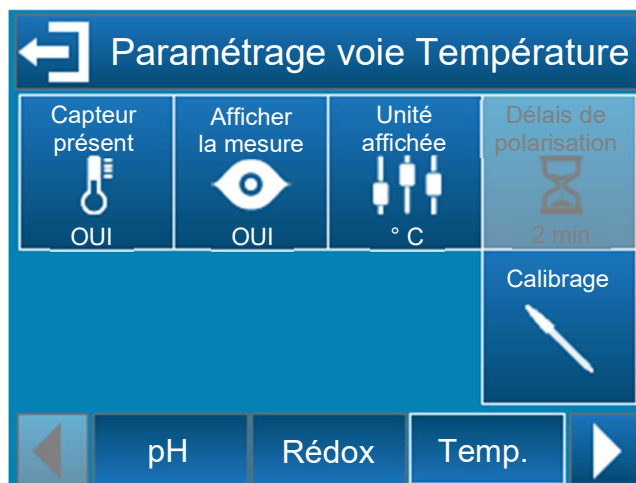 Paramétrage voie Température
Capteur
présent
OUI
Afficher
la mesure
OUI
Unité
affichée
° C
Délais de
polarisation
2 min
Calibrage
pH
Rédox
Temp.